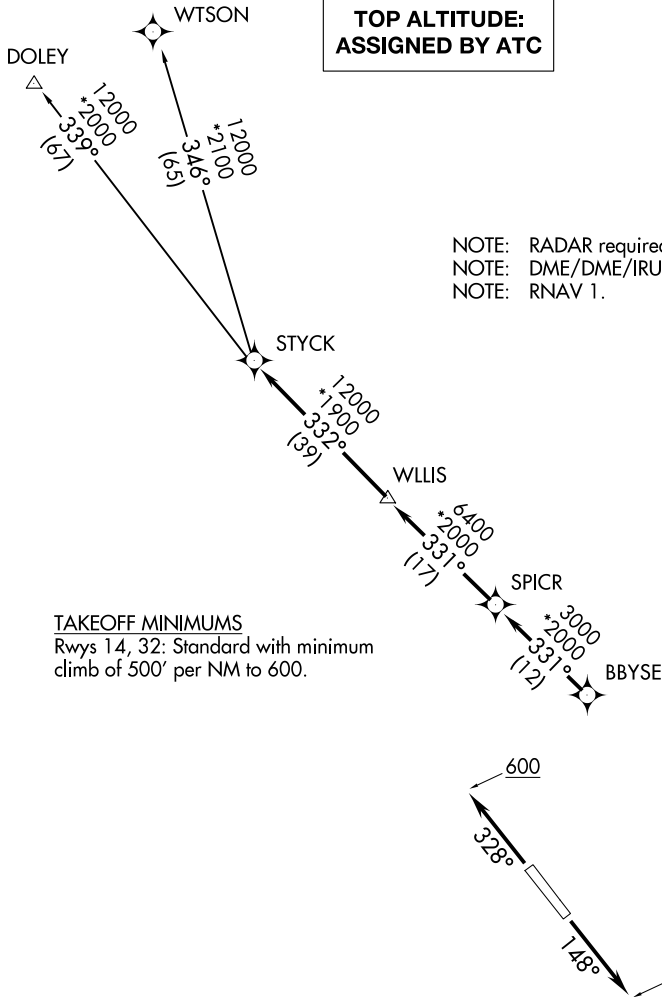 TOP ALTITUDE:
ASSIGNED BY ATC
WTSON
DOLEY
12000
*2000
339°
(67)
12000
*2100
346°
(65)
NOTE: RADAR required
NOTE: DME/DME/IRU
NOTE: RNAV 1.
STYCK
12000
*1900
332°
(39)
WLLIS
6400
*2000
331°
(17)
SPICR
3000
*2000
331°
(12)
BBYSE
TAKEOFF MINIMUMS
Rwys 14, 32: Standard with minimum
climb of 500' per NM to 600.
600
328°
148°